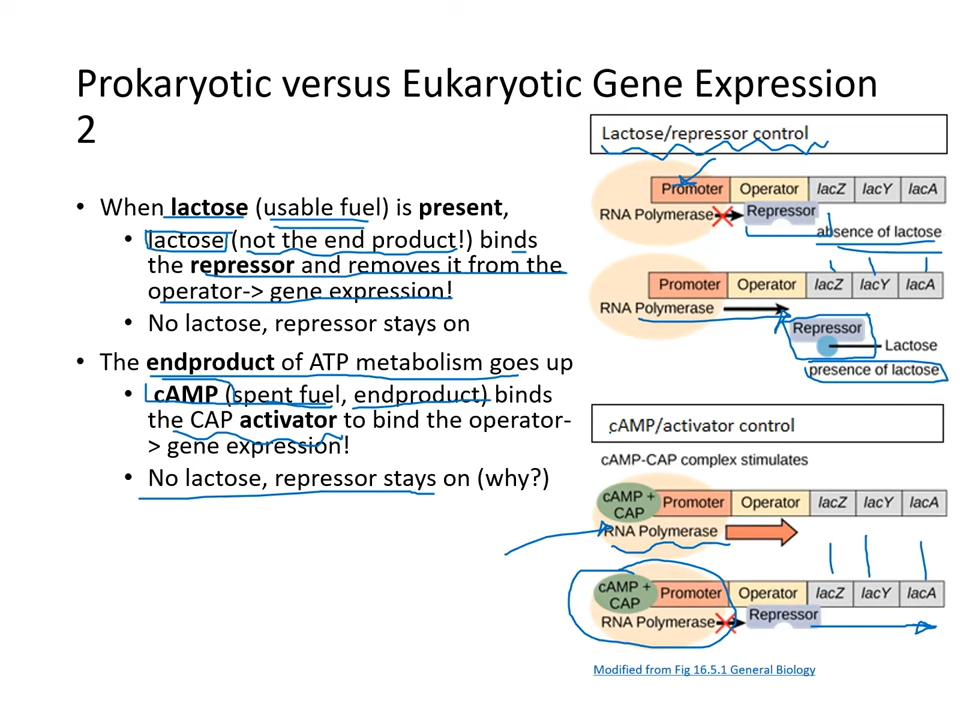 Prokaryotic versus Eukaryotic Gene Expression
2
• When lactose (usable fuel) is present,
• lactose (not the end product!) binds
the repressor and removes it from the
operator-> gene expression!
• No lactose, repressor stays on
• The endproduct of ATP metabolism goes up
• cAMP (spent fuel, endproduct) binds
the CAP activator to bind the operator-
> gene expression!
• No lactose, repressor stays on (why?)
Lactose/repressor control
Promoter Operator lacZ lacY lacA
RNA Polymerase Repressor
absence of lactose
Promoter Operator lacZ lacY lacA
RNA Polymerase
Repressor
Lactose
presence of lactose
cAMP/activator control
cAMP-CAP complex stimulates
cAMP +
CAP
Promoter Operator lacZ lacY lacA
RNA Polymerase
cAMP +
CAP
Promoter Operator lacZ lacY lacA
RNA Polymerase Repressor
Modified from Fig 16.5.1 General Biology